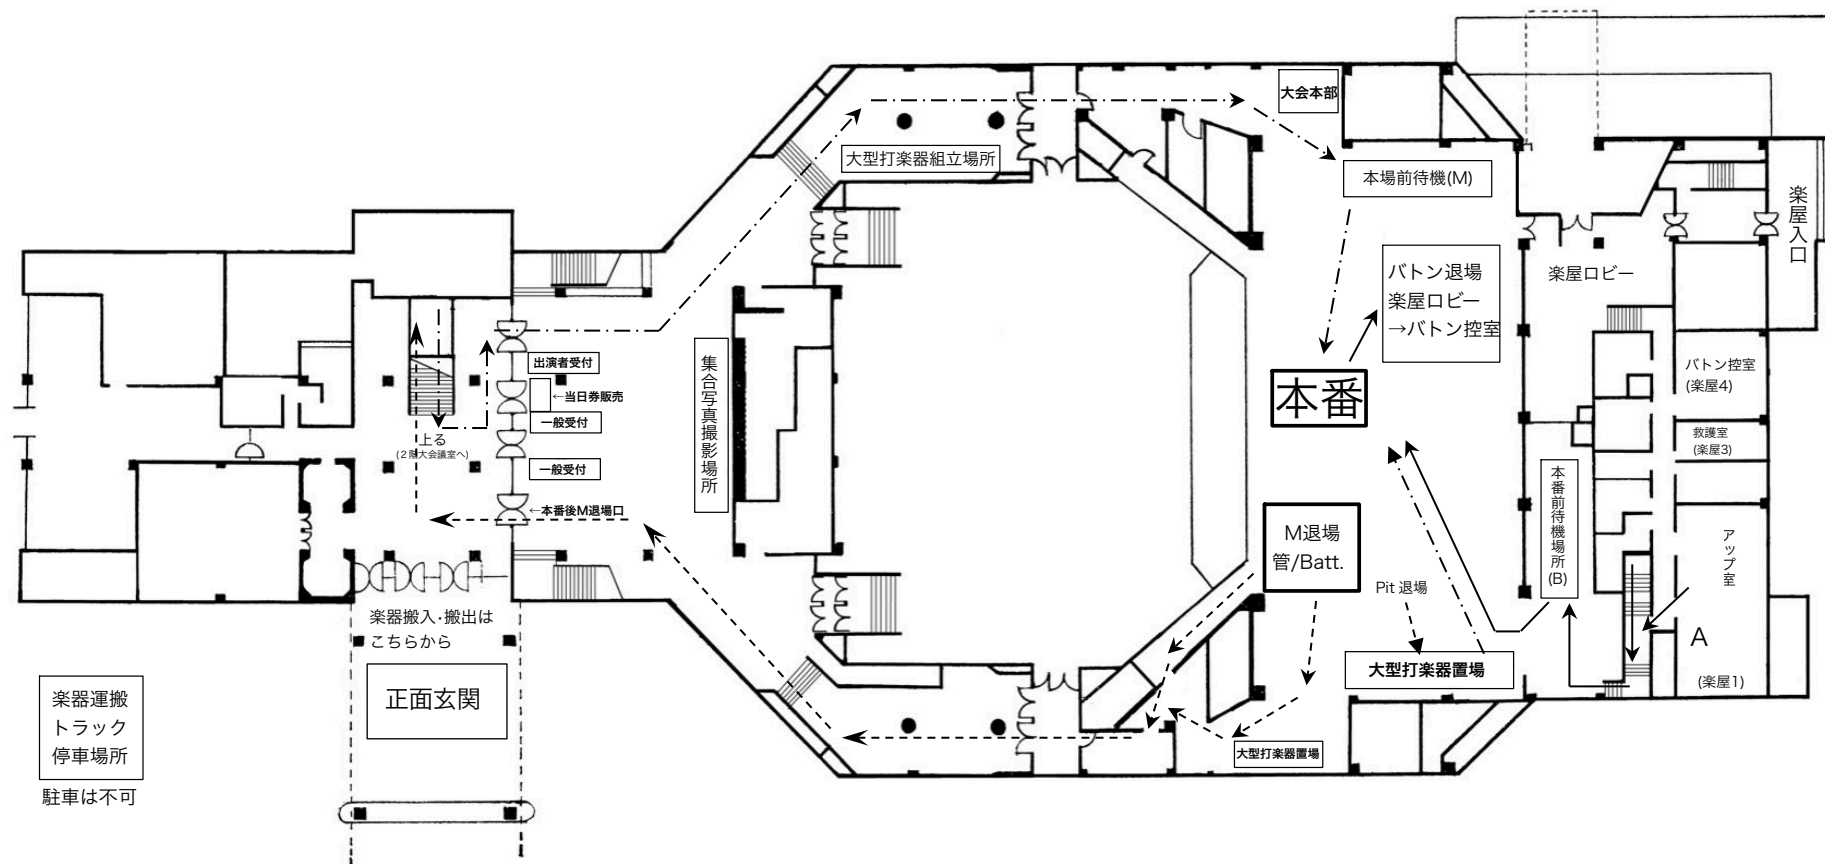 大会本部
大型打楽器組立場所
本場前待機(M)
楽屋入口
バトン退場
楽屋ロビー
→バトン控室
楽屋ロビー
出演者受付
←当日券販売
一般受付
一般受付
←本番後M退場口
上る
(2階大会議室へ)
集合写真撮影場所
本番
バトン控室
(楽屋4)
救護室
(楽屋3)
本番前待機場所(B)
アップ室
A
(楽屋1)
M退場
管/Batt.
Pit 退場
大型打楽器置場
大型打楽器置場
楽器搬入・搬出は
こちらから
正面玄関
楽器運搬
トラック
停車場所
駐車は不可